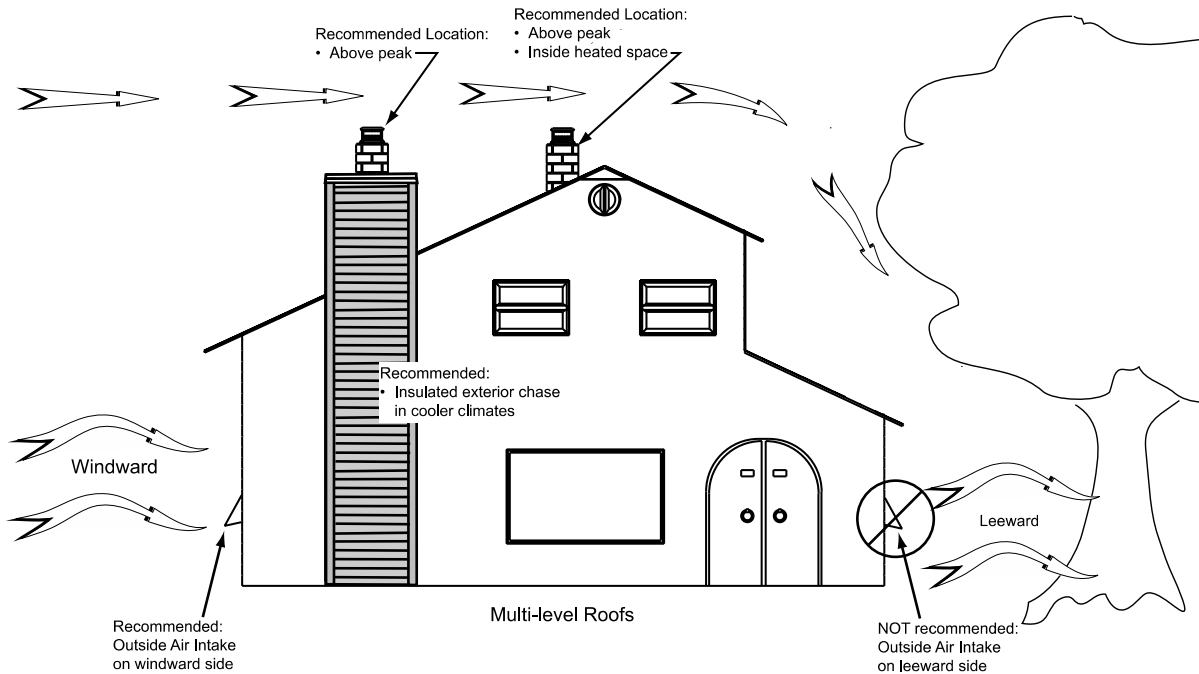 Recommended Location:
• Above peak
Recommended Location:
• Above peak
• Inside heated space
Recommended:
• Insulated exterior chase
in cooler climates
Windward
Leeward
Recommended:
Outside Air Intake
on windward side
Multi-level Roofs
NOT recommended:
Outside Air Intake
on leeward side